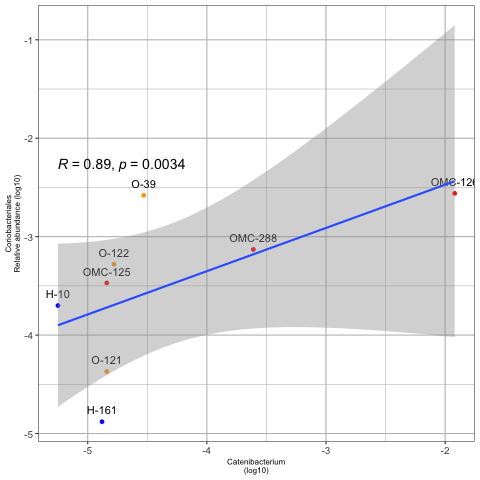 Coriobacteriales
Relative abundance (log10)
-1
-2
-3
-4
-5
R = 0.89, p = 0.0034
O-39
OMC-126
OMC-288
O-122
OMC-125
H-10
O-121
H-161
-5
-4
-3
-2
Catenibacterium
(log10)